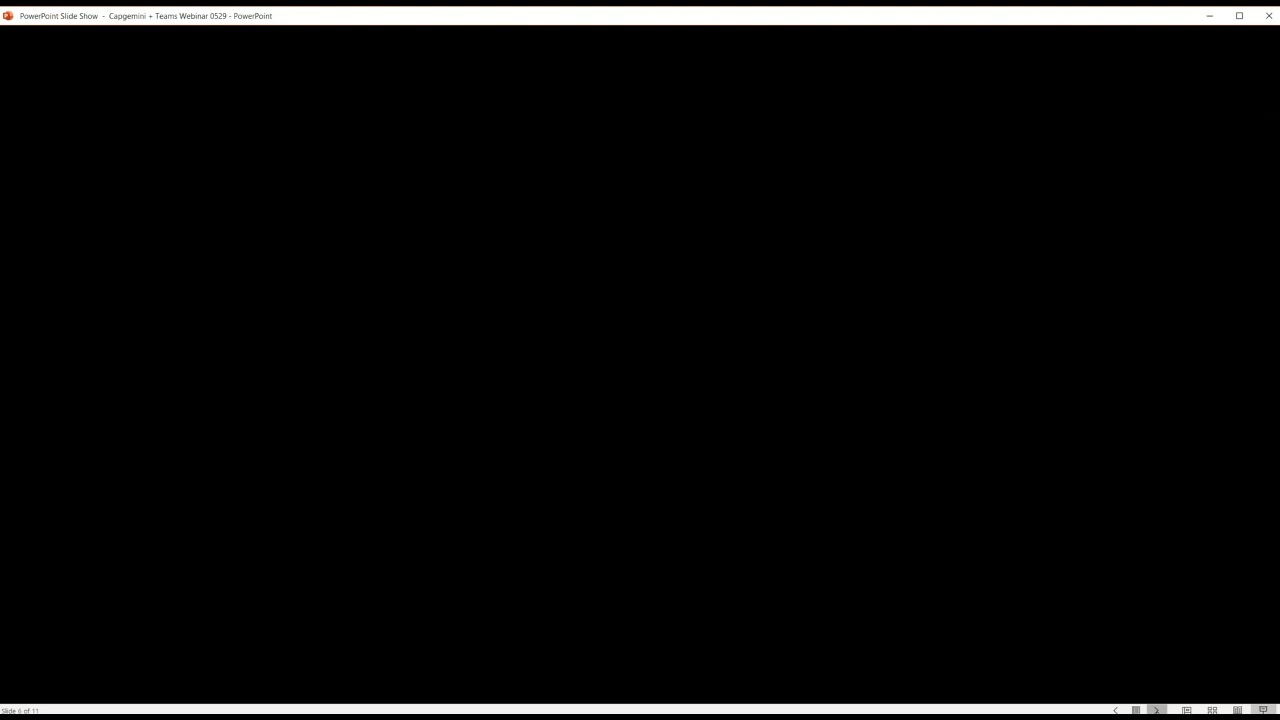 PowerPoint Slide Show - Capgemini + Teams Webinar 0529 - PowerPoint
Slide 6 of 11